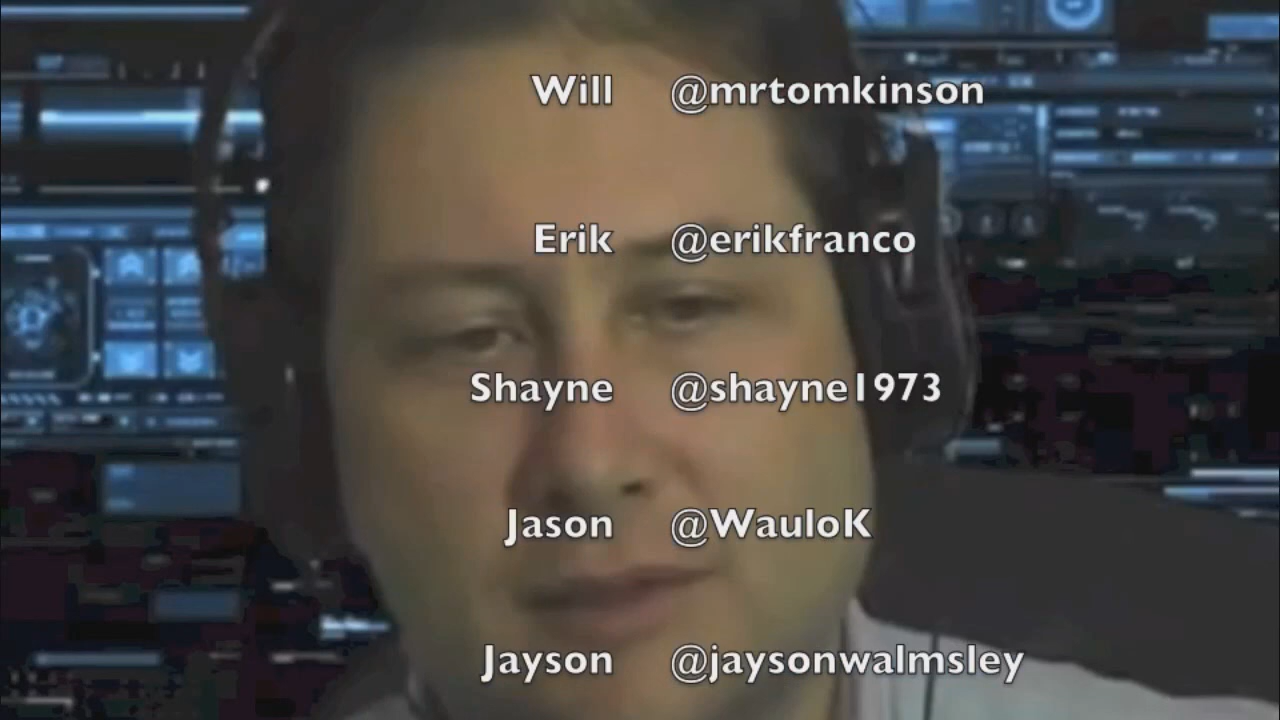 Will @mrtomkinson
Erik @erikfranco
Shayne @shayne1973
Jason @WauloK
Jayson @jaysonwalmsley